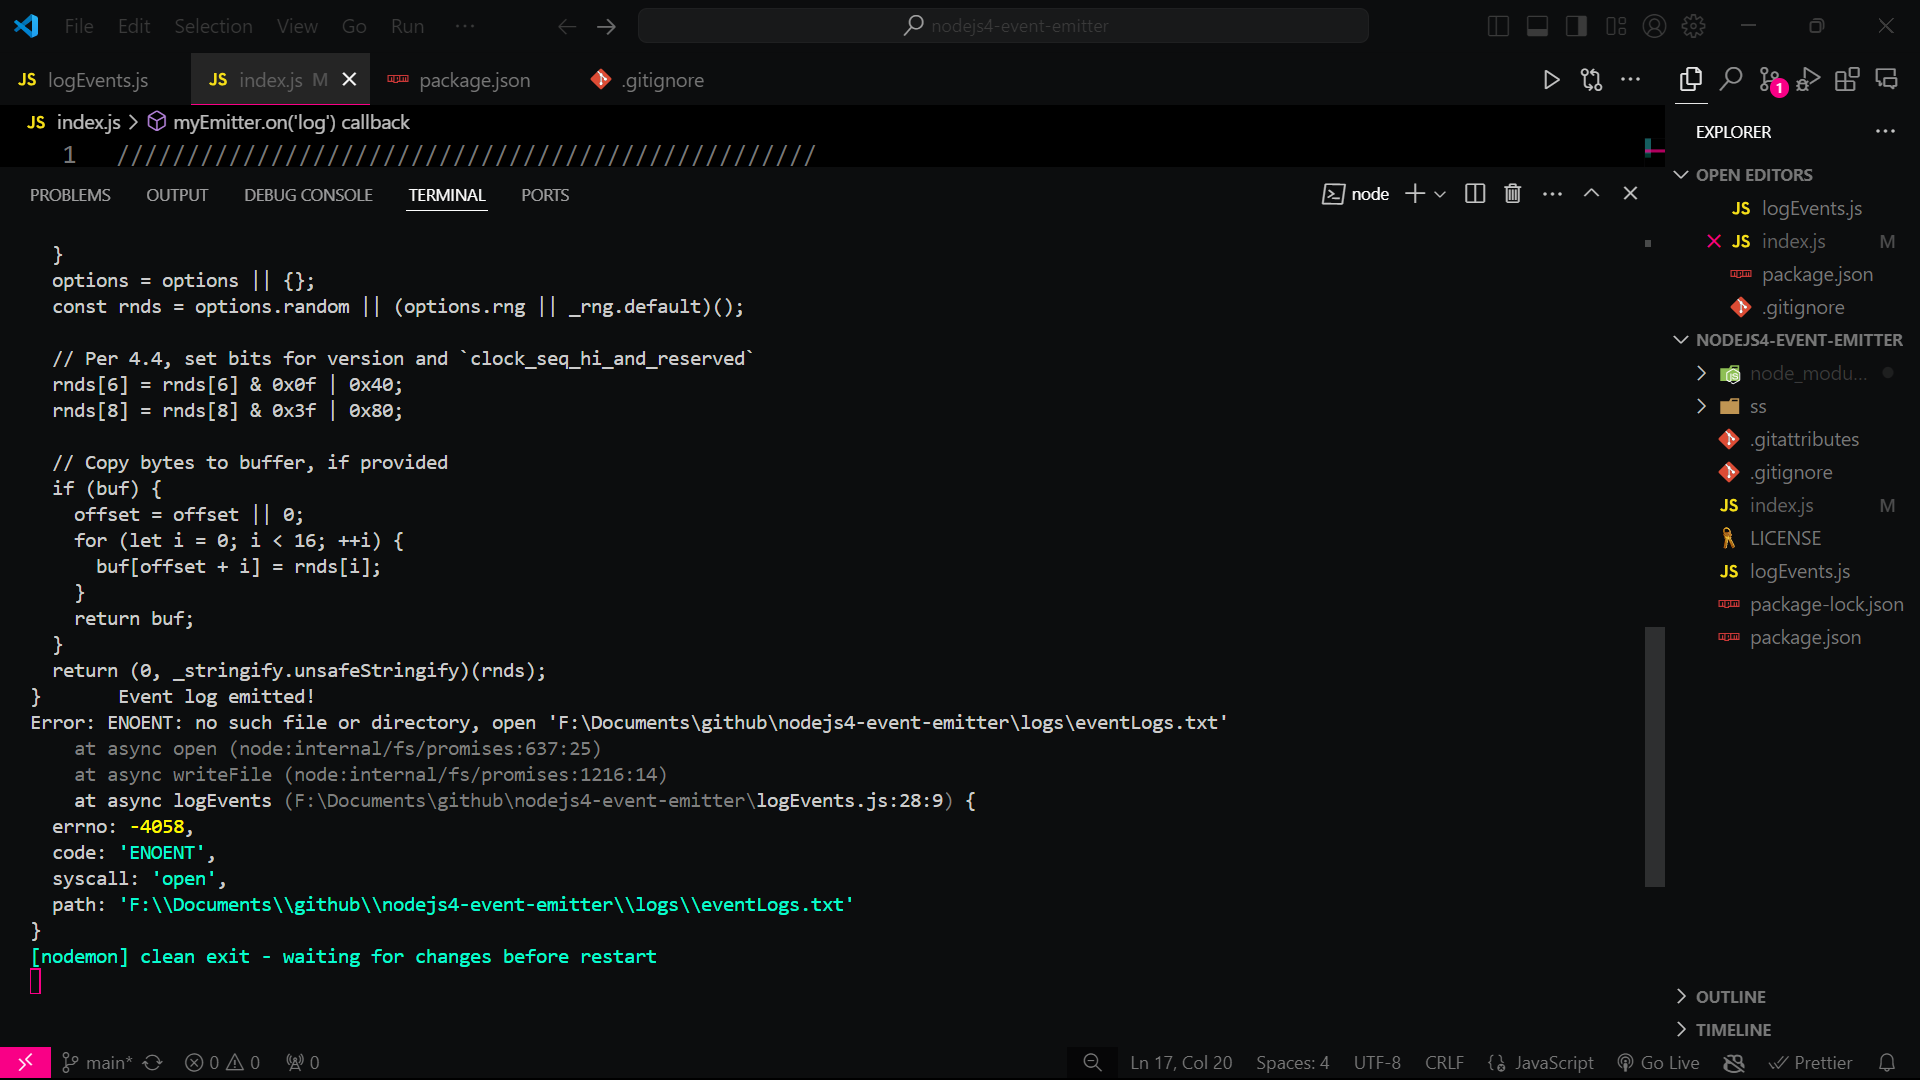 File Edit Selection View Go Run ··· nodejs4-event-emitter
JS logEvents.js JS index.js M package.json .gitignore
JS index.js > myEmitter.on('log') callback
1 //////////////////////////////////////////////////
PROBLEMS OUTPUT DEBUG CONSOLE TERMINAL PORTS node
}
options = options || {};
const rnds = options.random || (options.rng || _rng.default)();
// Per 4.4, set bits for version and `clock_seq_hi_and_reserved`
rnds[6] = rnds[6] & 0x0f | 0x40;
rnds[8] = rnds[8] & 0x3f | 0x80;
// Copy bytes to buffer, if provided
if (buf) {
offset = offset || 0;
for (let i = 0; i < 16; ++i) {
buf[offset + i] = rnds[i];
}
return buf;
}
return (0, _stringify.unsafeStringify)(rnds);
} Event log emitted!
Error: ENOENT: no such file or directory, open 'F:\Documents\github\nodejs4-event-emitter\logs\eventLogs.txt'
at async open (node:internal/fs/promises:637:25)
at async writeFile (node:internal/fs/promises:1216:14)
at async logEvents (F:\Documents\github\nodejs4-event-emitter\logEvents.js:28:9) {
errno: -4058,
code: 'ENOENT',
syscall: 'open',
path: 'F:\\Documents\\github\\nodejs4-event-emitter\\logs\\eventLogs.txt'
}
[nodemon] clean exit - waiting for changes before restart
1
EXPLORER
OPEN EDITORS
JS logEvents.js
JS index.js M
package.json
.gitignore
NODEJS4-EVENT-EMITTER
node_modu...
ss
.gitattributes
.gitignore
JS index.js M
LICENSE
JS logEvents.js
package-lock.json
package.json
OUTLINE
TIMELINE
main* 0 0 0 Ln 17, Col 20 Spaces: 4 UTF-8 CRLF JavaScript Go Live Prettier